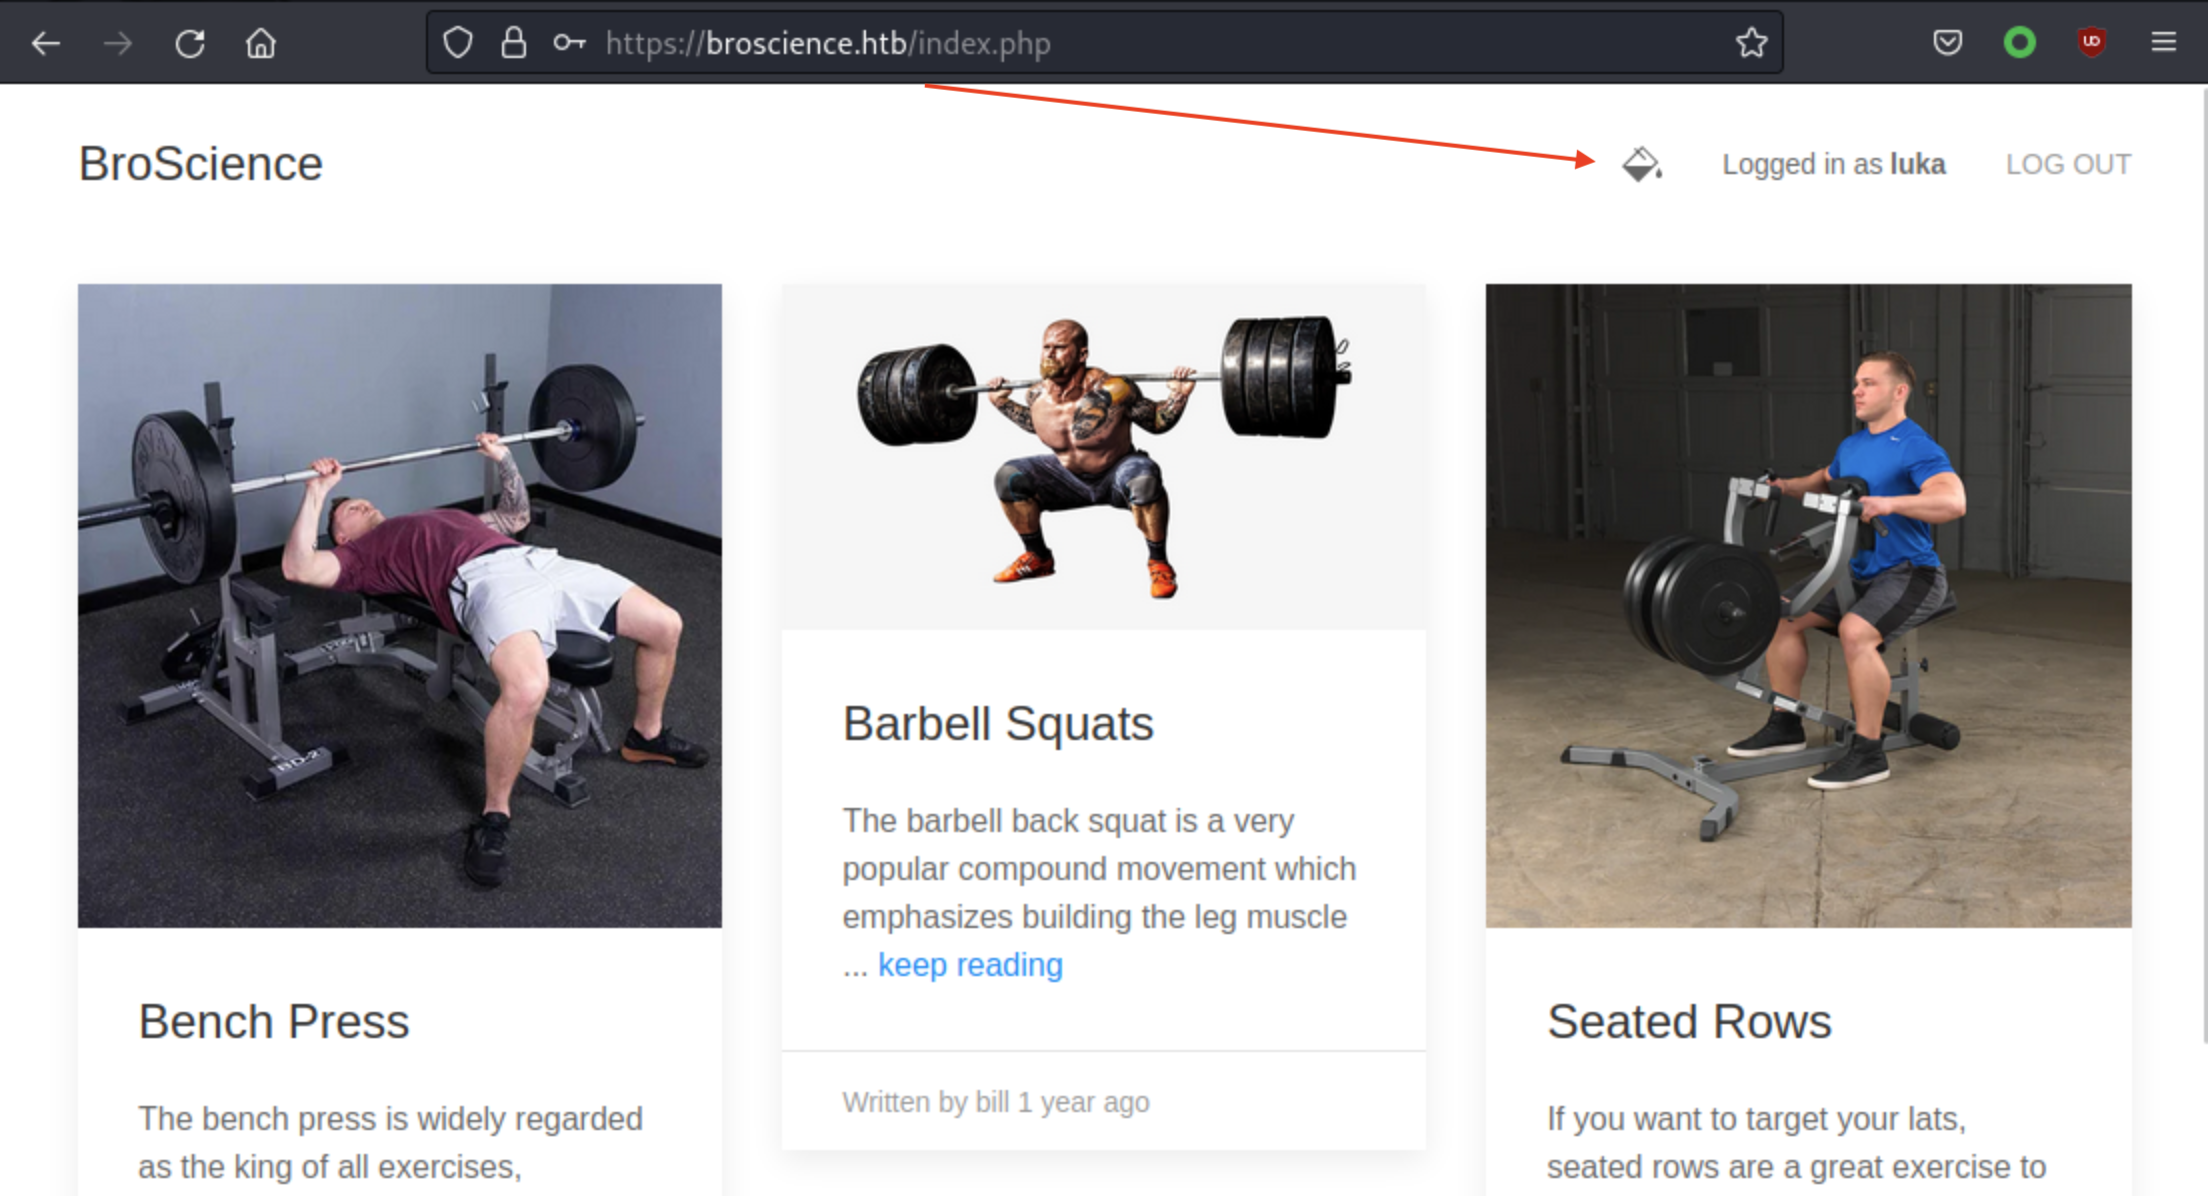 https://broscience.htb/index.php
BroScience
Logged in as luka
LOG OUT
BD-2
Bench Press
The bench press is widely regarded
as the king of all exercises,
Barbell Squats
The barbell back squat is a very
popular compound movement which
emphasizes building the leg muscle
... keep reading
Written by bill 1 year ago
Seated Rows
If you want to target your lats,
seated rows are a great exercise to